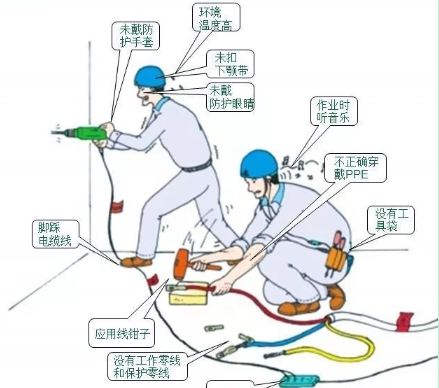 环境
温度高
未戴防
护手套
未扣
下颚带
未戴
防护眼睛
作业时
听音乐
不正确穿
戴PPE
没有工
具袋
脚踩
电缆线
应用线钳子
没有工作零线
和保护零线